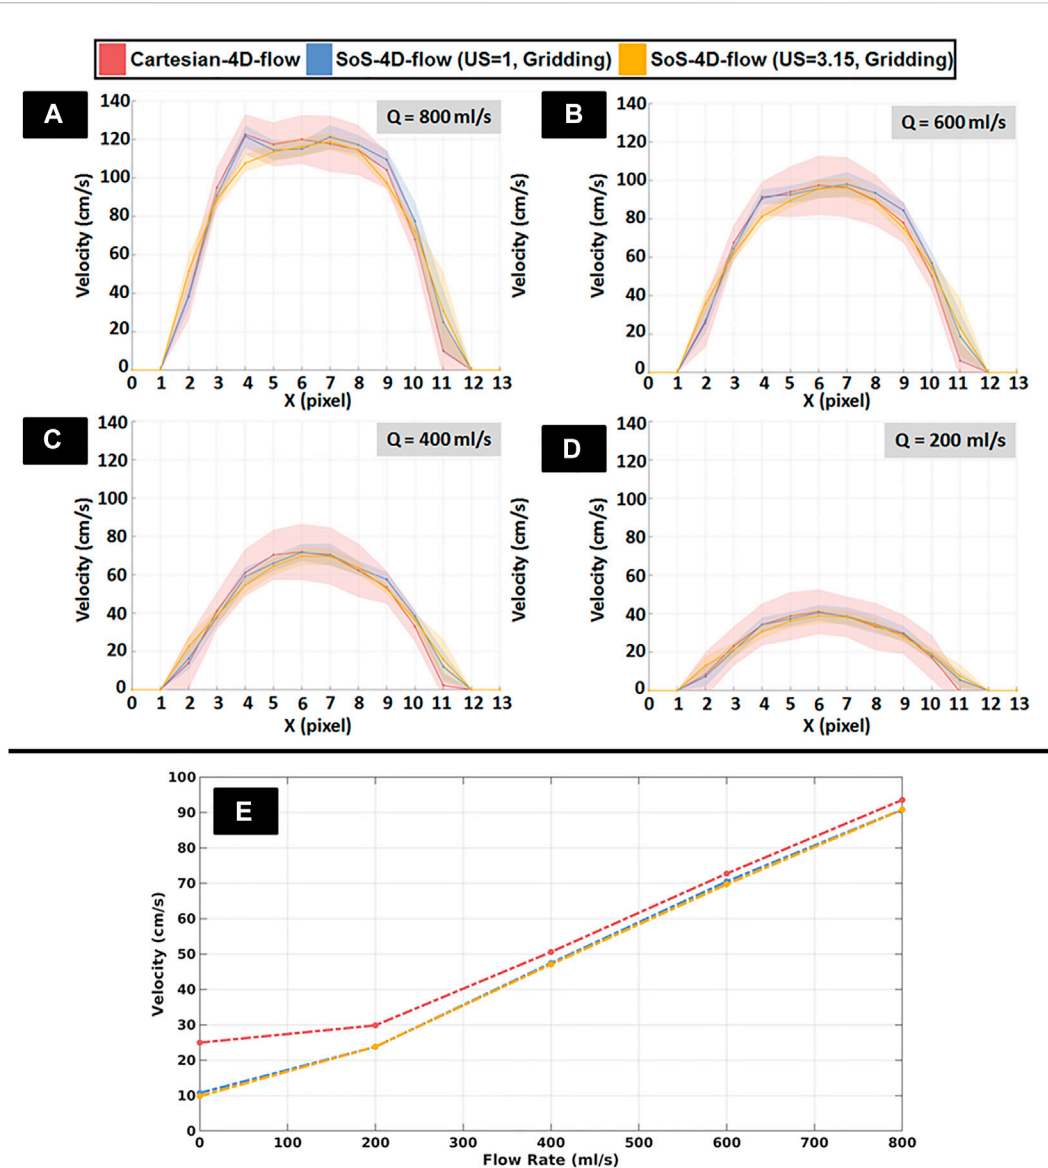 Cartesian-4D-flow SoS-4D-flow (US=1, Gridding) SoS-4D-flow (US=3.15, Gridding)
A
Q = 800 ml/s
Velocity (cm/s)
140
120
100
80
60
40
20
0
0 1 2 3 4 5 6 7 8 9 10 11 12 13
X (pixel)
B
Q = 600 ml/s
Velocity (cm/s)
Velocity (cm/s)
140
120
100
80
60
40
20
0
0 1 2 3 4 5 6 7 8 9 10 11 12 13
X (pixel)
C
Q = 400 ml/s
Velocity (cm/s)
140
120
100
80
60
40
20
0
0 1 2 3 4 5 6 7 8 9 10 11 12 13
X (pixel)
D
Q = 200 ml/s
Velocity (cm/s)
Velocity (cm/s)
140
120
100
80
60
40
20
0
0 1 2 3 4 5 6 7 8 9 10 11 12 13
X (pixel)
E
Velocity (cm/s)
100
90
80
70
60
50
40
30
20
10
0
0 100 200 300 400 500 600 700 800
Flow Rate (ml/s)